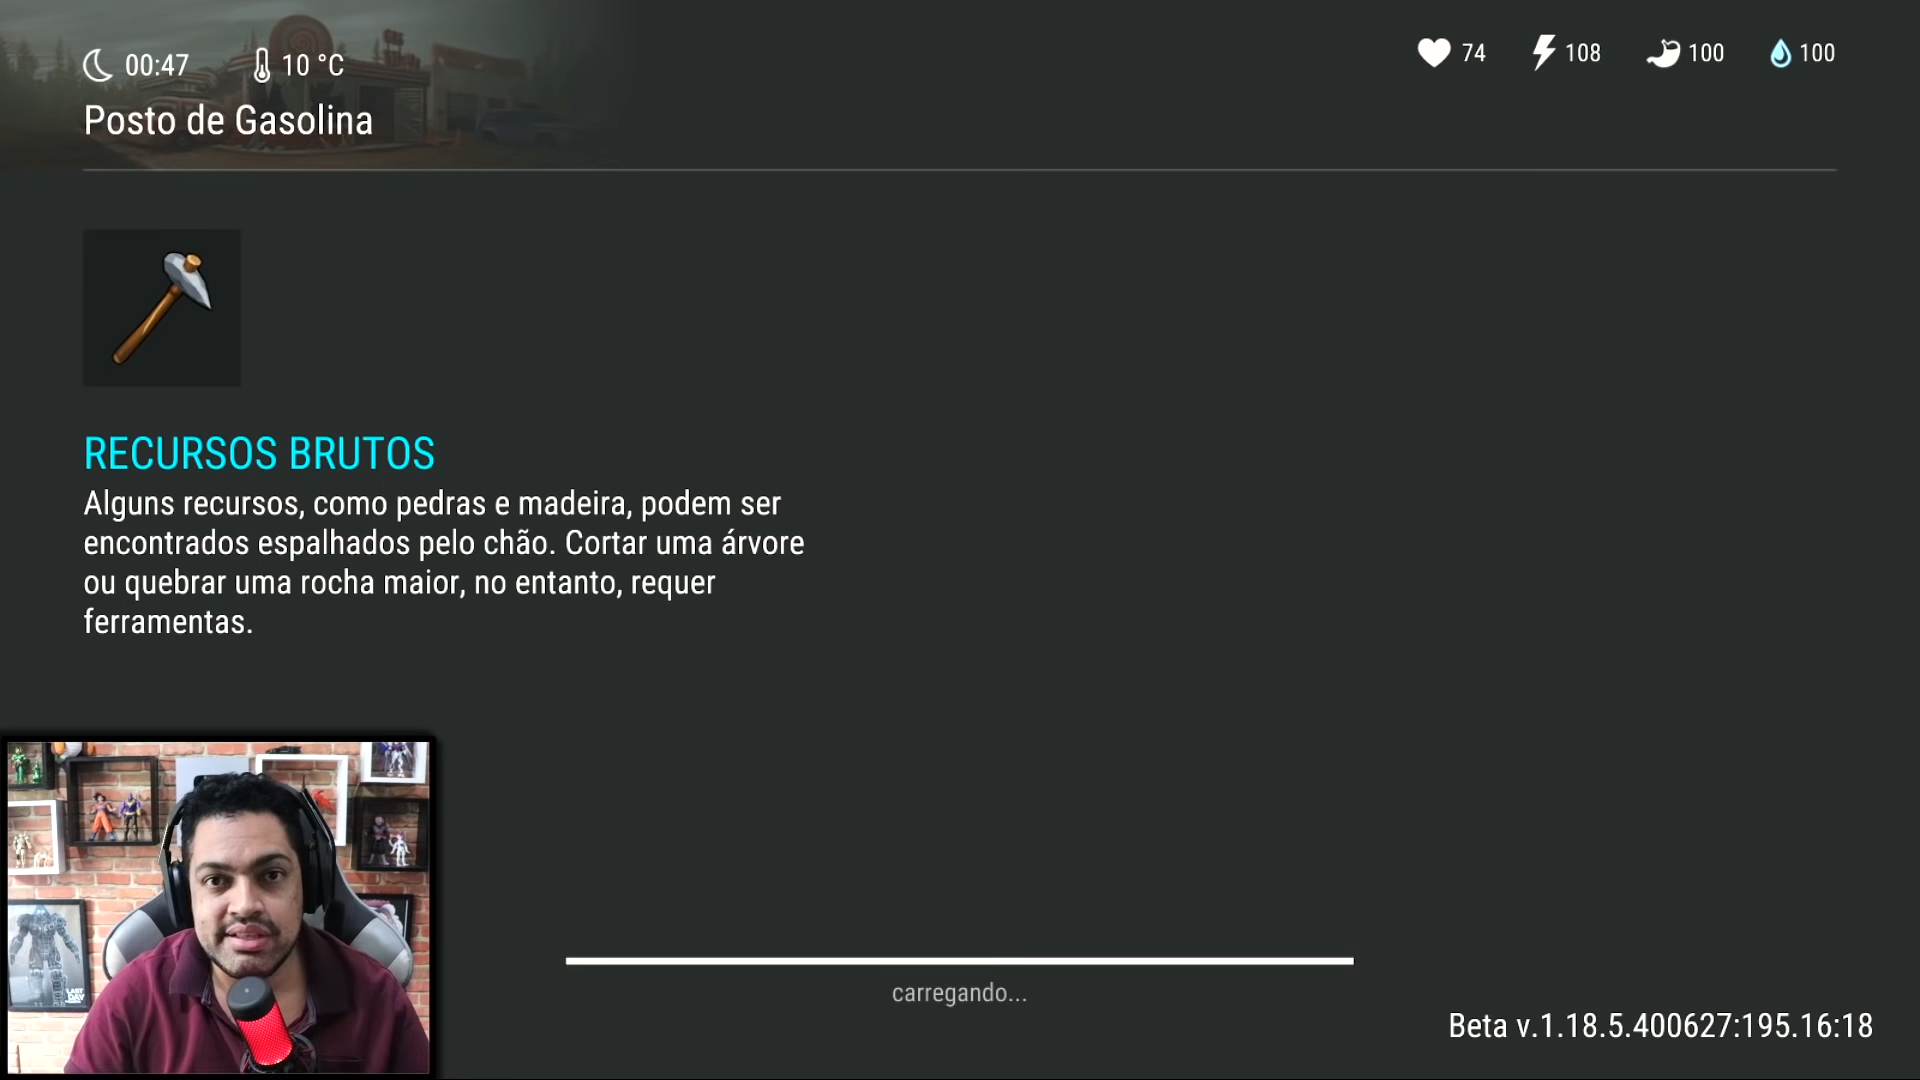 00:47
10 °C
74
108
100
100
Posto de Gasolina
RECURSOS BRUTOS
Alguns recursos, como pedras e madeira, podem ser
encontrados espalhados pelo chão. Cortar uma árvore
ou quebrar uma rocha maior, no entanto, requer
ferramentas.
LAST
DAY
carregando...
Beta v.1.18.5.400627:195.16:18